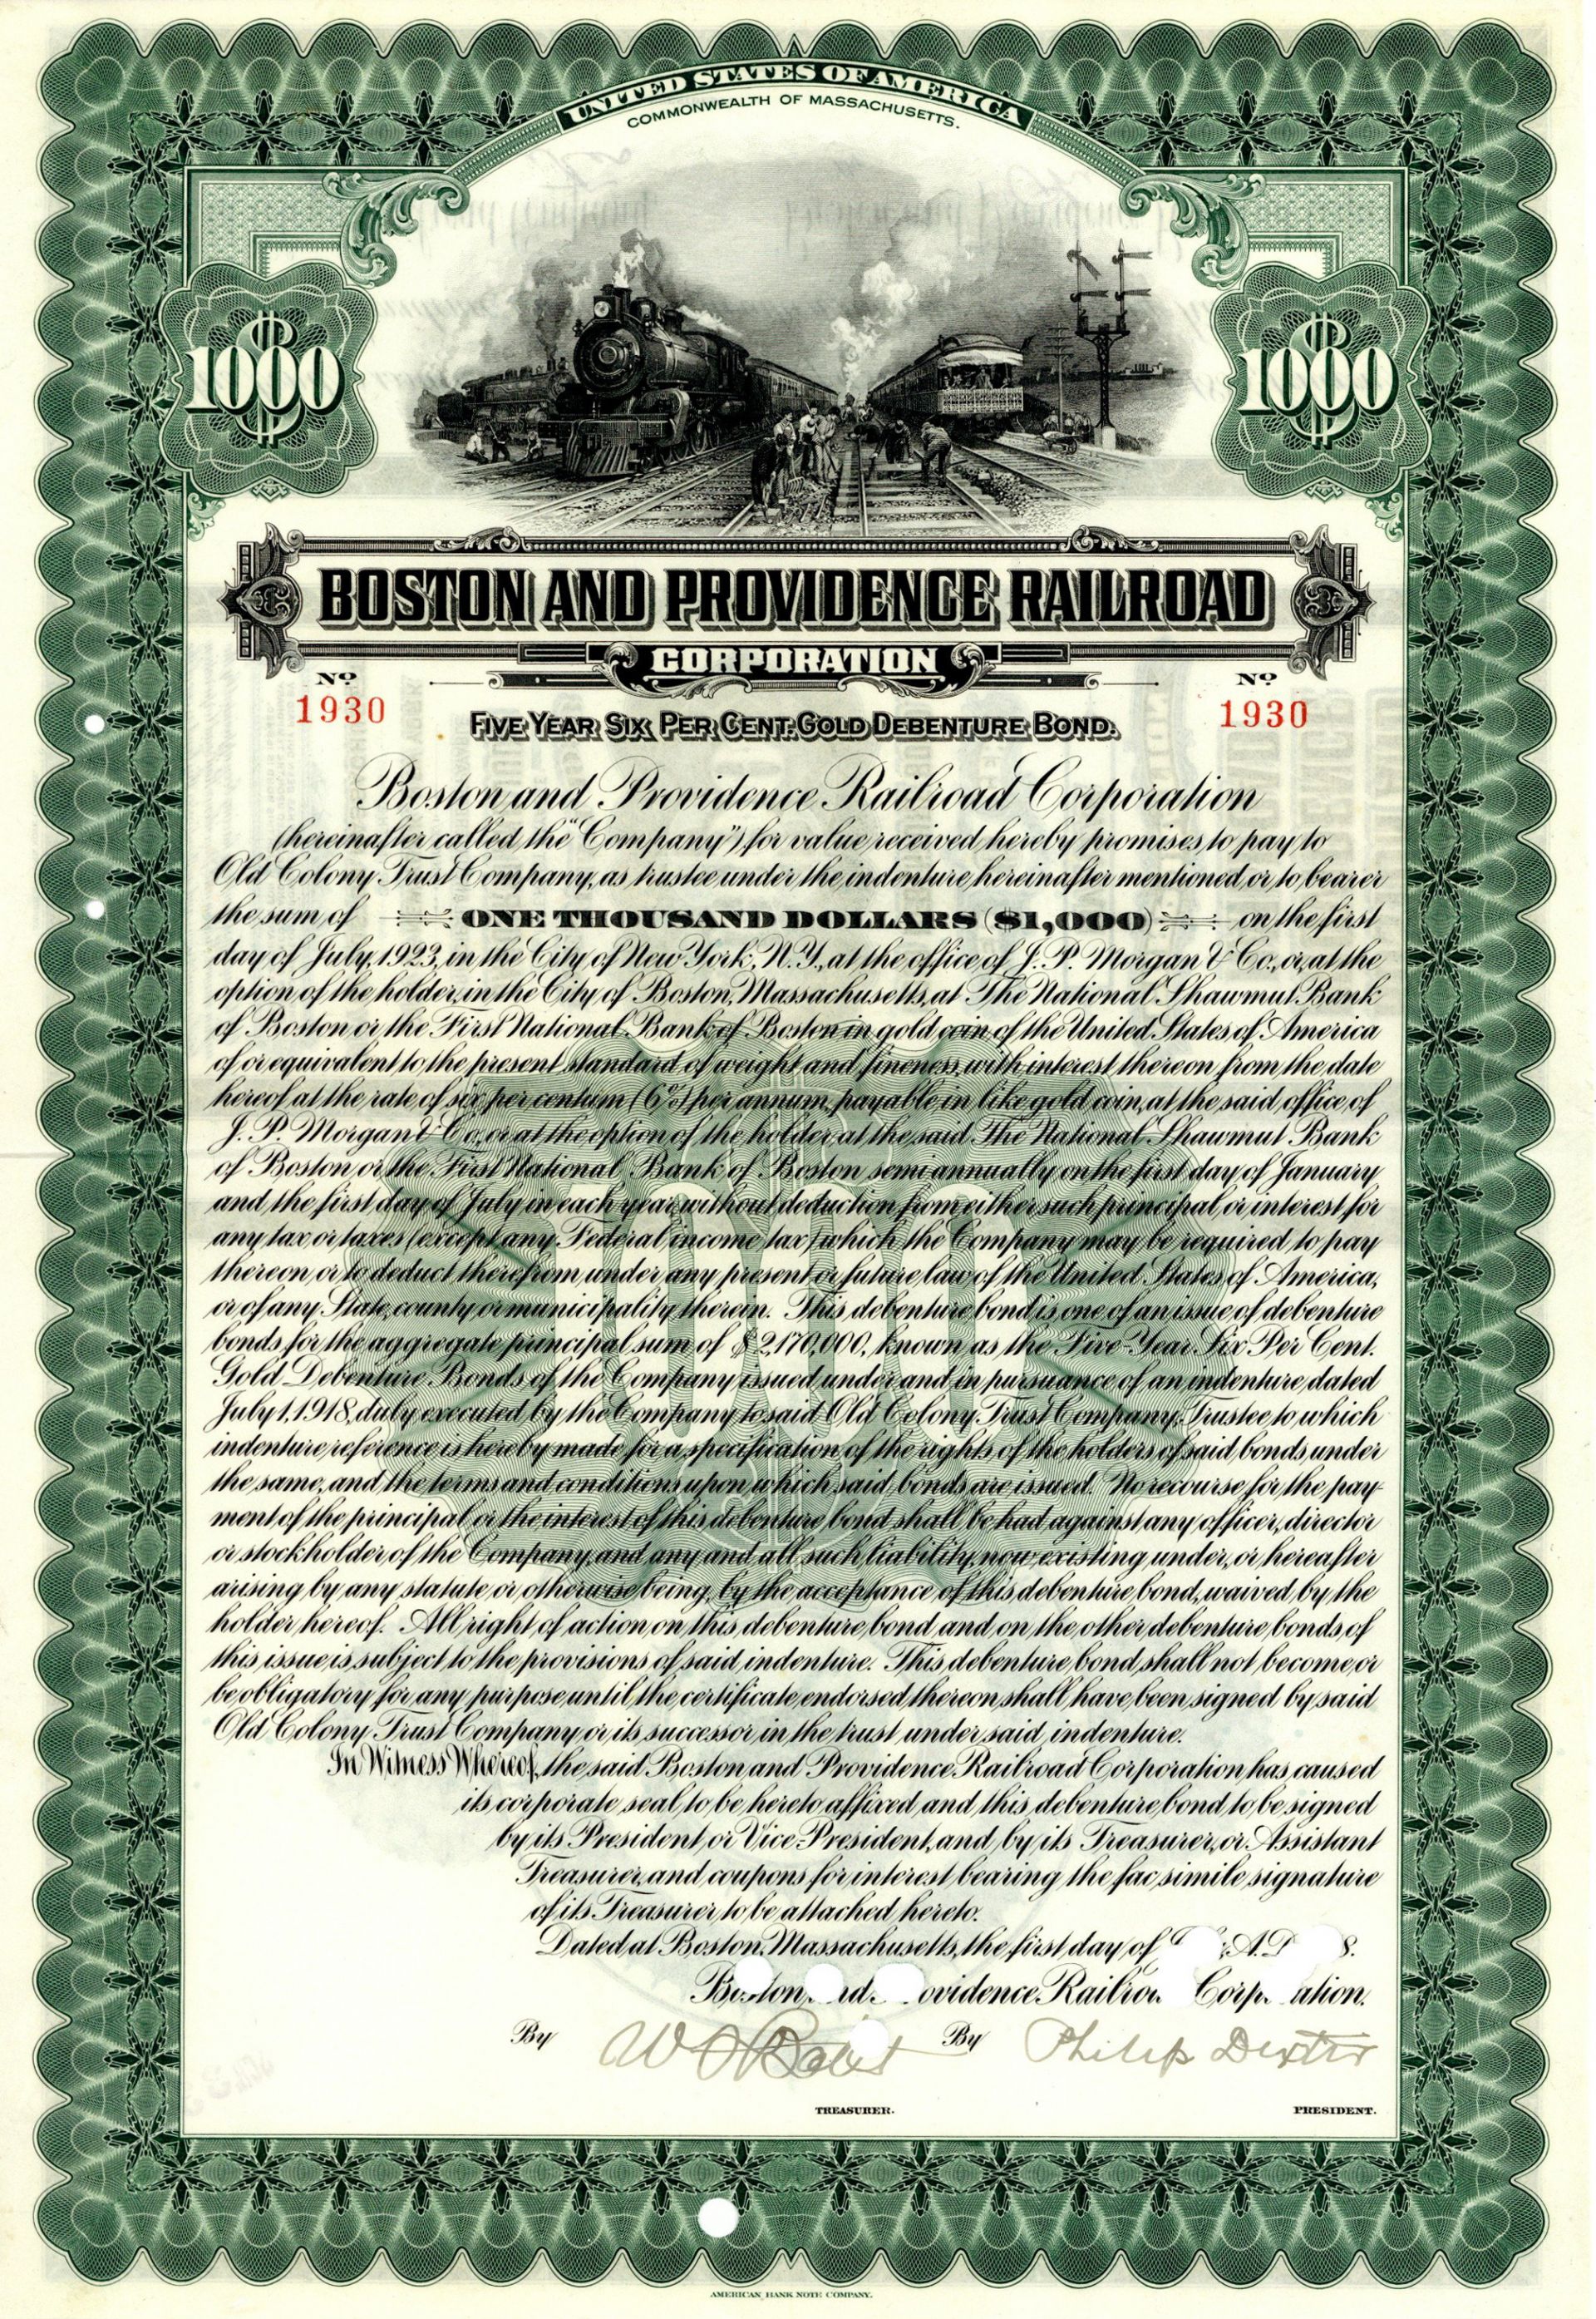 UNITED STATES OF AMERICA
COMMONWEALTH OF MASSACHUSETTS.
$1000
$1000
BOSTON AND PROVIDENCE RAILROAD
CORPORATION
No 1930
No 1930
FIVE YEAR SIX PER CENT. GOLD DEBENTURE BOND.
Boston and Providence Railroad Corporation
(hereinafter called the "Company"), for value received, hereby promises to pay to
Old Colony Trust Company, as trustee under the indenture hereinafter mentioned, or to bearer
the sum of ONE THOUSAND DOLLARS ($1,000) on the first
day of July, 1923, in the City of New York, N.Y., at the office of J. P. Morgan & Co., or, at the
option of the holder, in the City of Boston, Massachusetts, at The National Shawmut Bank
of Boston or the First National Bank of Boston in gold coin of the United States of America
of or equivalent to the present standard of weight and fineness, with interest thereon from the date
hereof at the rate of six per centum (6%) per annum, payable in like gold coin, at the said office of
J. P. Morgan & Co., or at the option of the holder, at the said The National Shawmut Bank
of Boston or the First National Bank of Boston semi annually on the first day of January
and the first day of July in each year, without deduction from either such principal or interest for
any tax or taxes (except any Federal income tax) which the Company may be required to pay
thereon or to deduct therefrom under any present or future law of the United States of America,
or of any State, county or municipality therein. This debenture bond is one of an issue of debenture
bonds for the aggregate principal sum of $2,170,000, known as the Five-Year Six Per Cent.
Gold Debenture Bonds of the Company issued under and in pursuance of an indenture, dated
July 1, 1918, duly executed by the Company to said Old Colony Trust Company, Trustee, to which
indenture reference is hereby made for a specification of the rights of the holders of said bonds under
the same, and the terms and conditions upon which said bonds are issued. No recourse for the pay-
ment of the principal or the interest of this debenture bond shall be had against any officer, director
or stockholder of the Company, and any and all such liability, now existing under, or hereafter
arising by any statute or otherwise being, by the acceptance of this debenture bond, waived by the
holder hereof. All right of action on this debenture bond and on the other debenture bonds of
this issue is subject to the provisions of said indenture. This debenture bond shall not become or
be obligatory for any purpose until the certificate endorsed thereon shall have been signed by said
Old Colony Trust Company or its successor in the trust under said indenture.
In Witness Whereof, the said Boston and Providence Railroad Corporation has caused
its corporate seal to be hereto affixed and this debenture bond to be signed
by its President or Vice-President, and by its Treasurer, or Assistant
Treasurer, and coupons for interest bearing the facsimile signature
of its Treasurer to be attached hereto.
Dated at Boston, Massachusetts, the first day of A.D. 8.
Boston nd ovidence Railro Corp ation,
By
By Philip Dexter
TREASURER.
PRESIDENT.
AMERICAN BANK NOTE COMPANY.